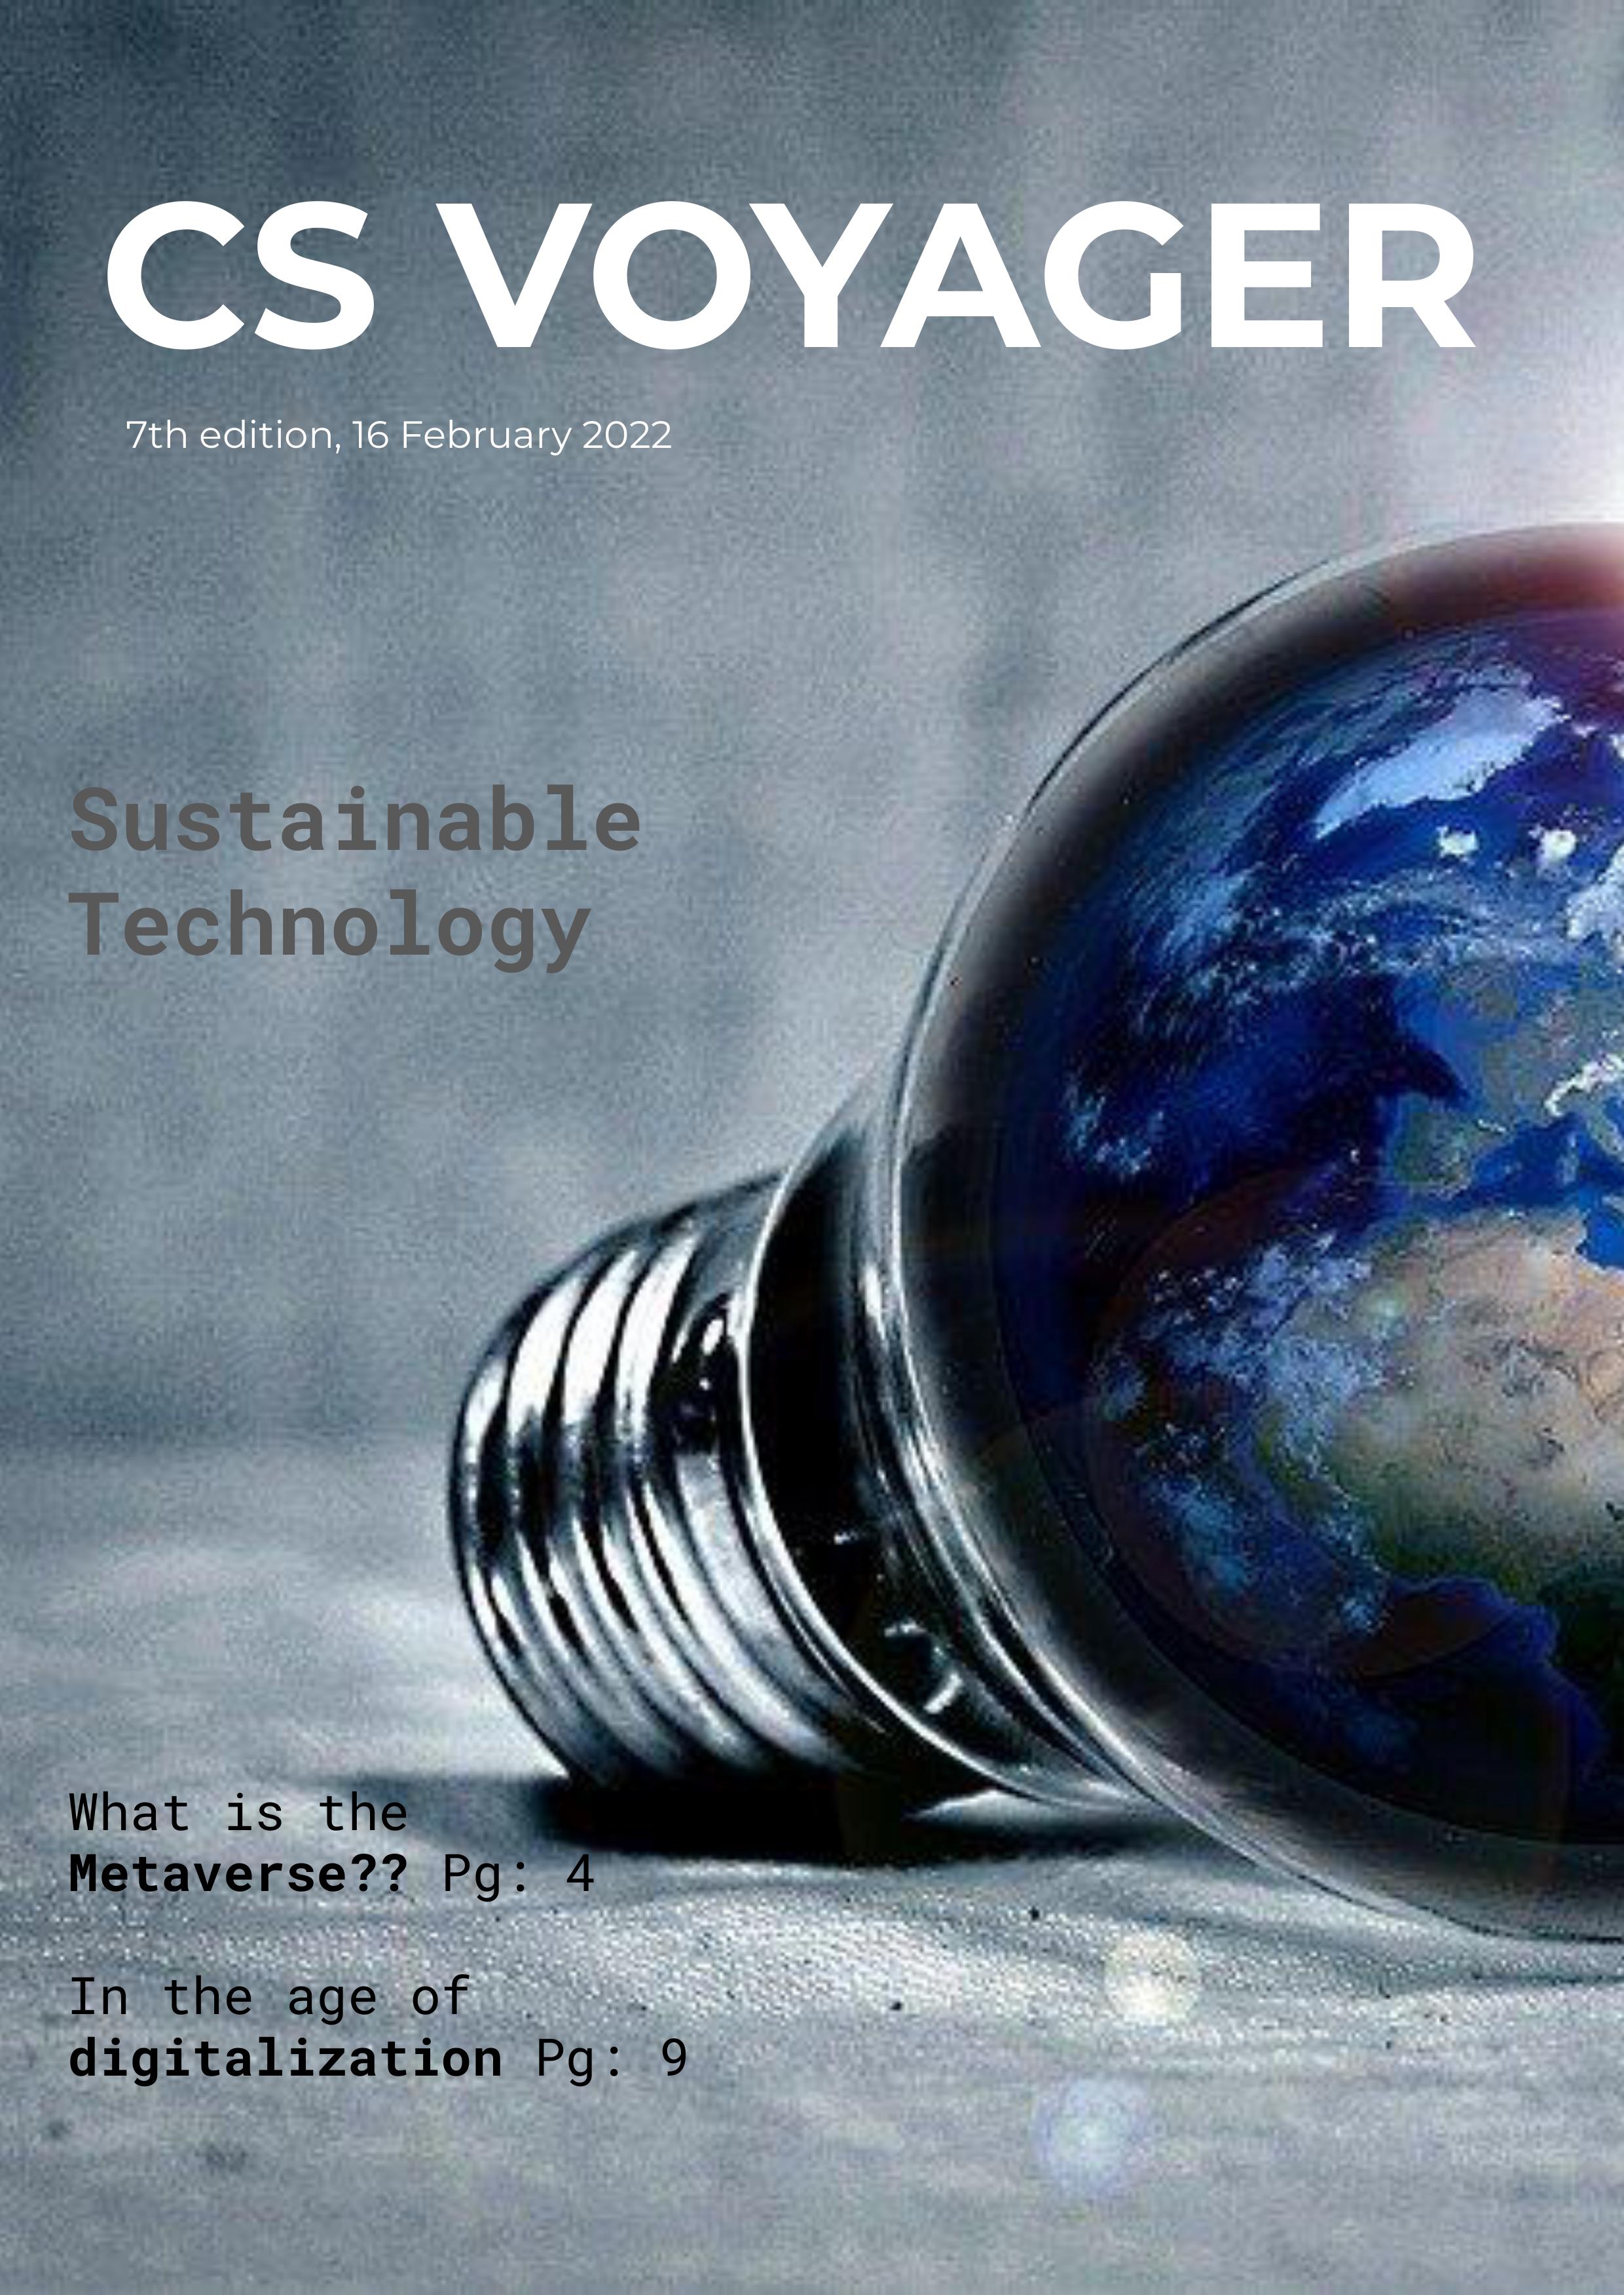 CS VOYAGER
7th edition, 16 February 2022
Sustainable
Technology
What is the
Metaverse?? Pg: 4
In the age of
digitalization Pg: 9